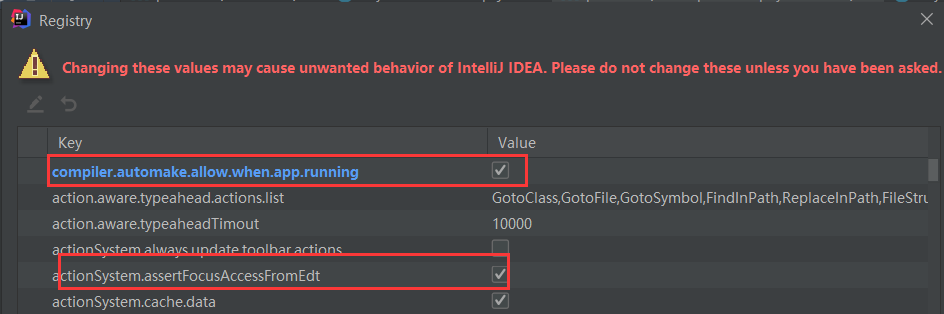 Registry
Changing these values may cause unwanted behavior of IntelliJ IDEA. Please do not change these unless you have been asked.
Key Value
compiler.automake.allow.when.app.running
action.aware.typeahead.actions.list GotoClass,GotoFile,GotoSymbol,FindInPath,ReplaceInPath,FileStru
action.aware.typeaheadTimout 10000
actionSystem.always.update.toolbar.actions
actionSystem.assertFocusAccessFromEdt
actionSystem.cache.data